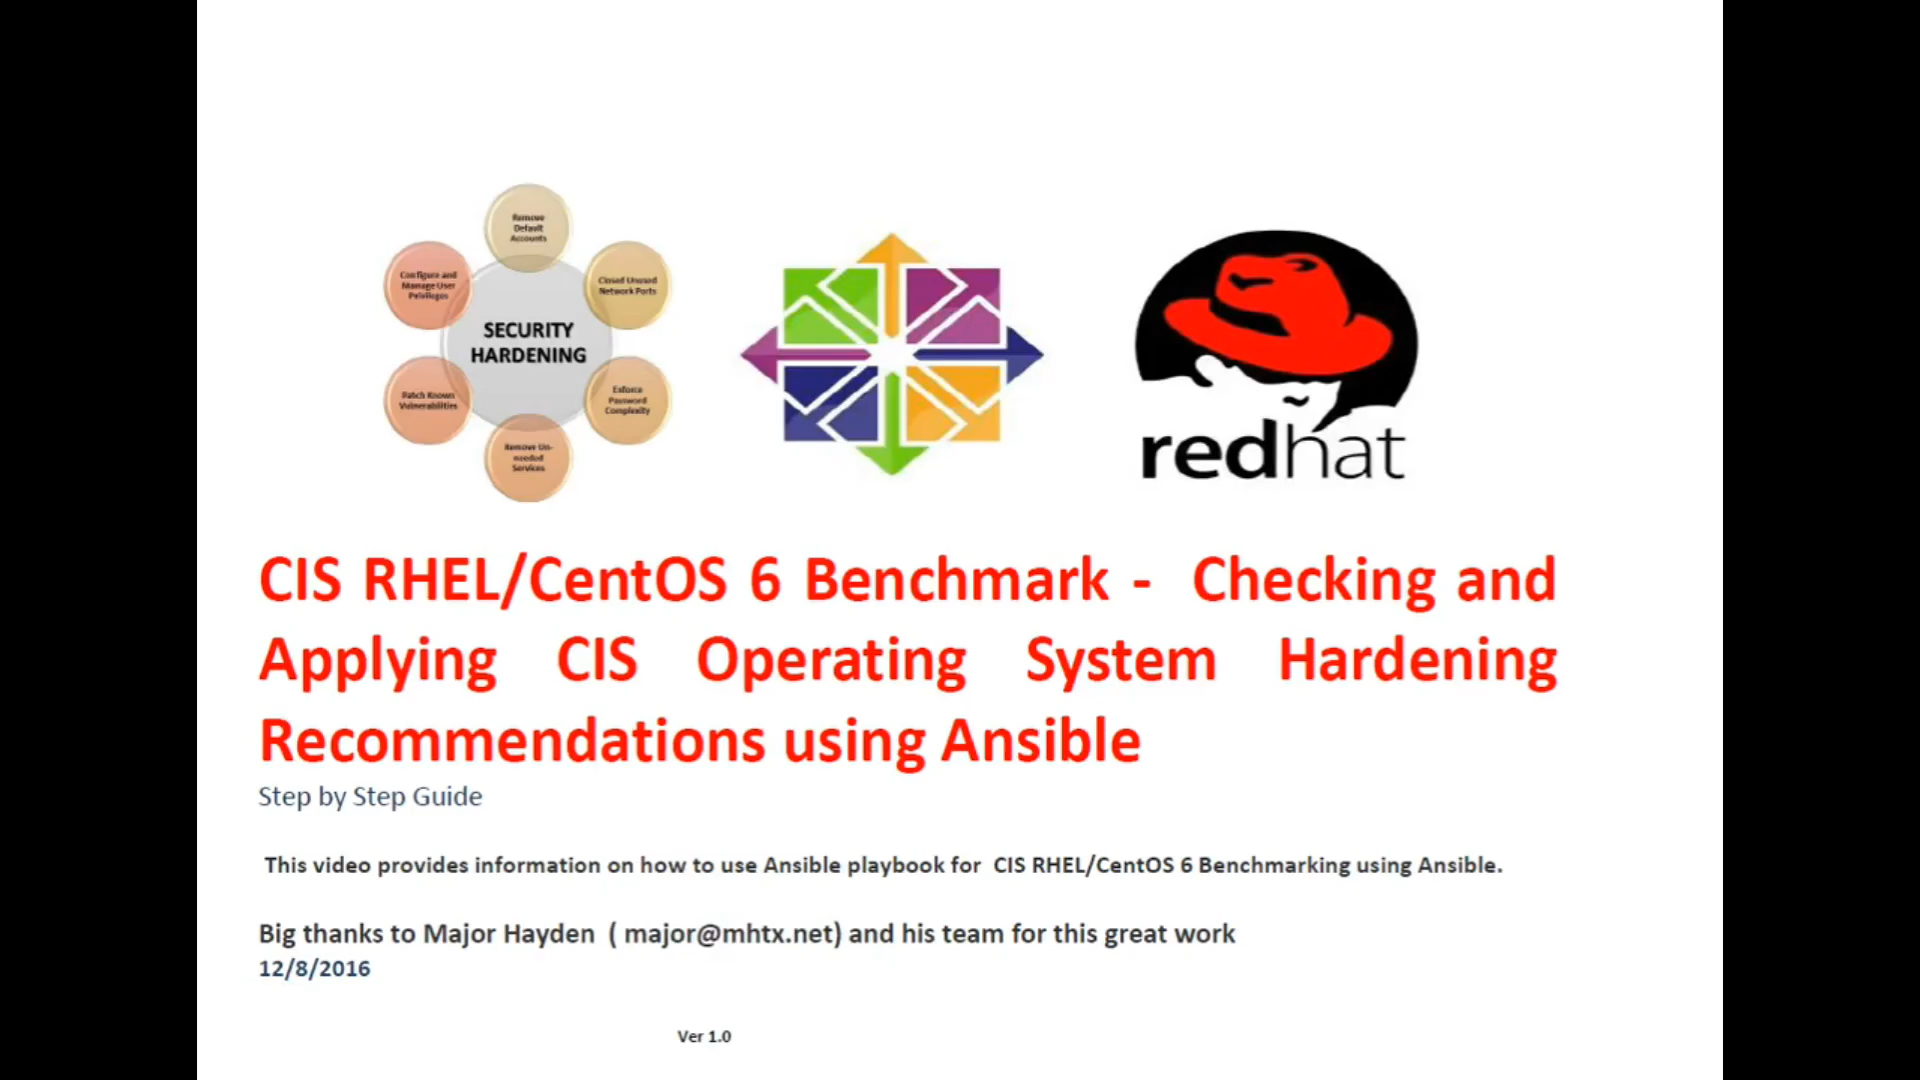 Remove
Default
Accounts
Configure and
Manage User
Privileges
Closed Unused
Network Ports
SECURITY
HARDENING
Patch Known
Vulnerabilities
Enforce
Password
Complexity
Remove Un-
needed
Services
redhat
CIS RHEL/CentOS 6 Benchmark - Checking and
Applying CIS Operating System Hardening
Recommendations using Ansible
Step by Step Guide
This video provides information on how to use Ansible playbook for CIS RHEL/CentOS 6 Benchmarking using Ansible.
Big thanks to Major Hayden ( major@mhtx.net) and his team for this great work
12/8/2016
Ver 1.0